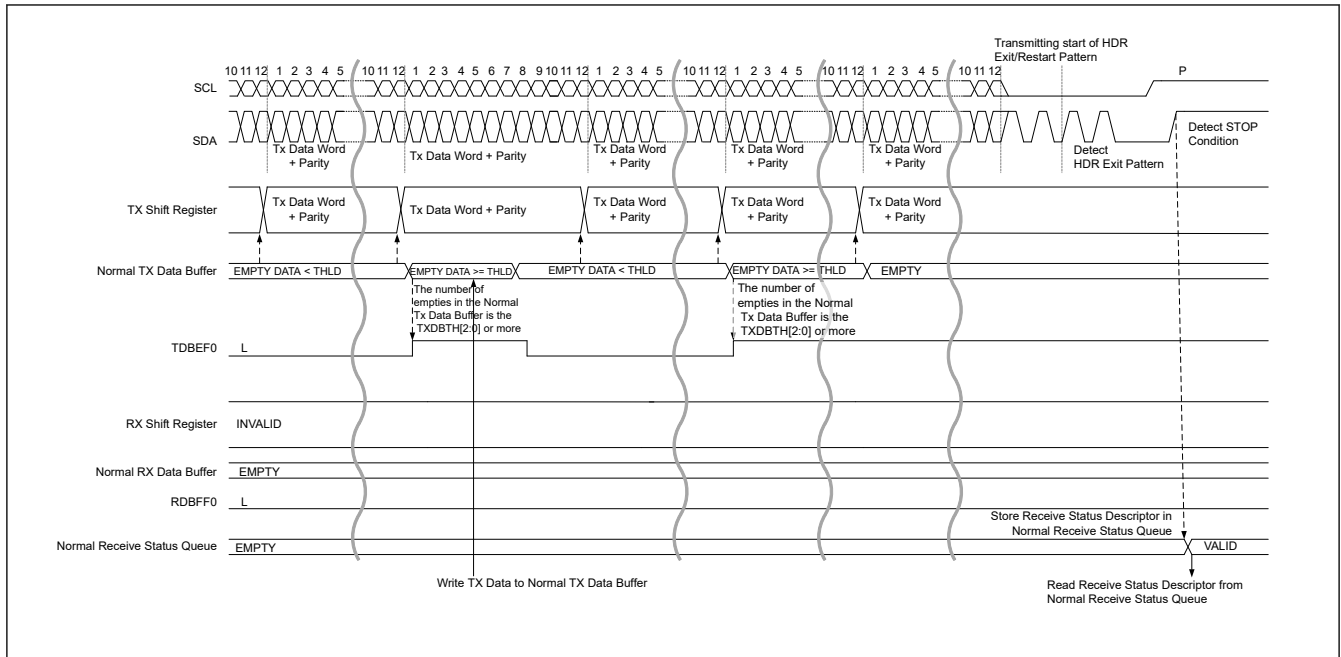 Transmitting start of HDR
Exit/Restart Pattern
10 11 12 1 2 3 4 5 10 11 12 1 2 3 4 5 6 7 8 9 10 11 12 1 2 3 4 5 10 11 12 1 2 3 4 5 10 11 12 1 2 3 4 5 10 11 12 P
SCL
SDA
Tx Data Word
+ Parity
Tx Data Word + Parity
Tx Data Word
+ Parity
Tx Data Word
+ Parity
Tx Data Word
+ Parity
Detect
HDR Exit Pattern
Detect STOP
Condition
TX Shift Register
Tx Data Word
+ Parity
Tx Data Word + Parity
Tx Data Word
+ Parity
Tx Data Word
+ Parity
Tx Data Word
+ Parity
Normal TX Data Buffer EMPTY DATA < THLD EMPTY DATA >= THLD EMPTY DATA < THLD EMPTY DATA >= THLD EMPTY
The number of
empties in the Normal
Tx Data Buffer is the
TXDBTH[2:0] or more
The number of
empties in the Normal
Tx Data Buffer is the
TXDBTH[2:0] or more
TDBEF0 L
RX Shift Register INVALID
Normal RX Data Buffer EMPTY
RDBFF0 L
Store Receive Status Descriptor in
Normal Receive Status Queue
Normal Receive Status Queue EMPTY VALID
Write TX Data to Normal TX Data Buffer
Read Receive Status Descriptor from
Normal Receive Status Queue